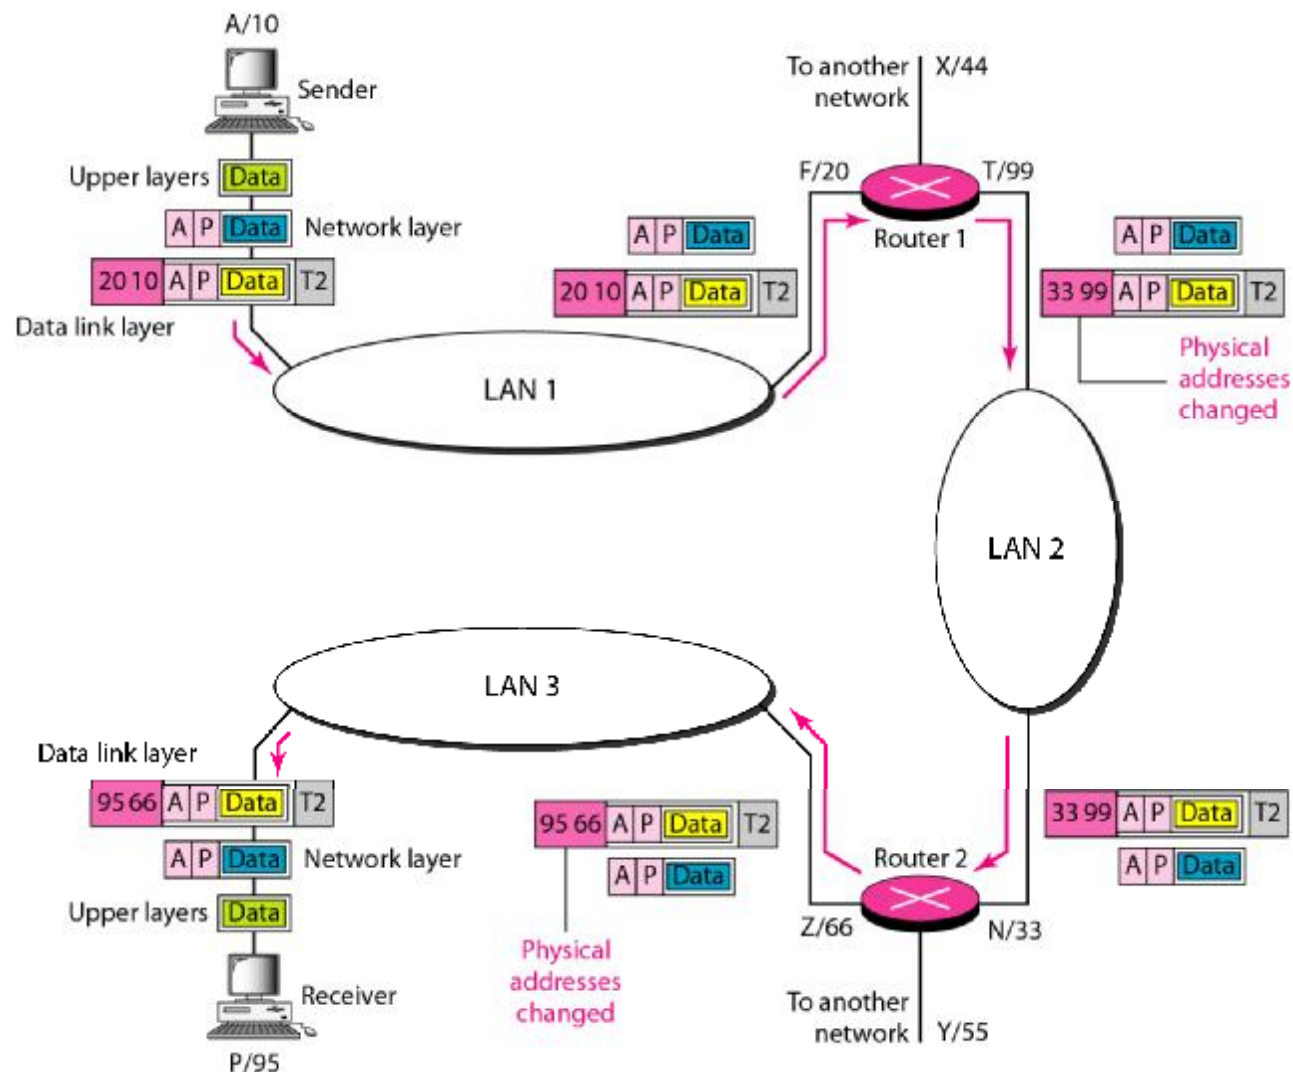 A/10
Sender
Upper layers Data
A P Data Network layer
20 10 A P Data T2
Data link layer
LAN 1
A P Data
20 10 A P Data T2
To another
network
X/44
F/20
T/99
Router 1
A P Data
33 99 A P Data T2
Physical
addresses
changed
LAN 2
33 99 A P Data T2
A P Data
Router 2
Z/66
N/33
To another
network
Y/55
95 66 A P Data T2
A P Data
Physical
addresses
changed
LAN 3
Data link layer
95 66 A P Data T2
A P Data Network layer
Upper layers Data
Receiver
P/95